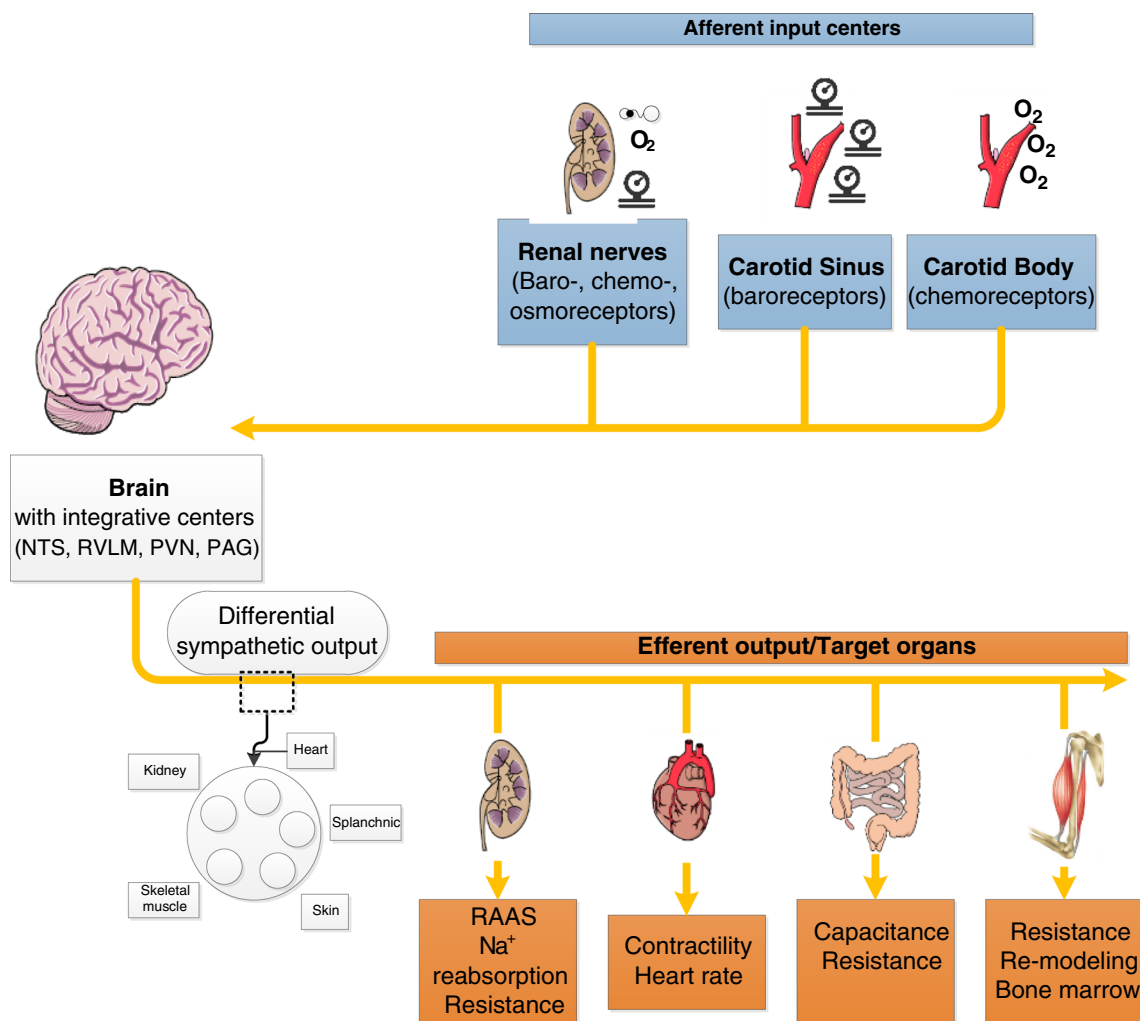 Afferent input centers
O2
O2
O2
O2
Renal nerves
(Baro-, chemo-,
osmoreceptors)
Carotid Sinus
(baroreceptors)
Carotid Body
(chemoreceptors)
Brain
with integrative centers
(NTS, RVLM, PVN, PAG)
Differential
sympathetic output
Efferent output/Target organs
Heart
Kidney
Splanchnic
Skeletal
muscle
Skin
RAAS
Na+
reabsorption
Resistance
Contractility
Heart rate
Capacitance
Resistance
Resistance
Re-modeling
Bone marrow